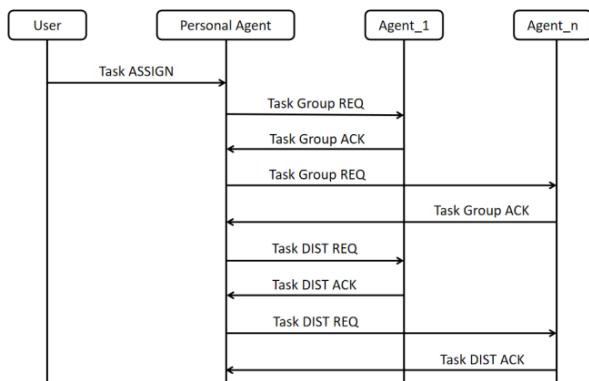 User
Personal Agent
Agent_1
Agent_n
Task ASSIGN
Task Group REQ
Task Group ACK
Task Group REQ
Task Group ACK
Task DIST REQ
Task DIST ACK
Task DIST REQ
Task DIST ACK